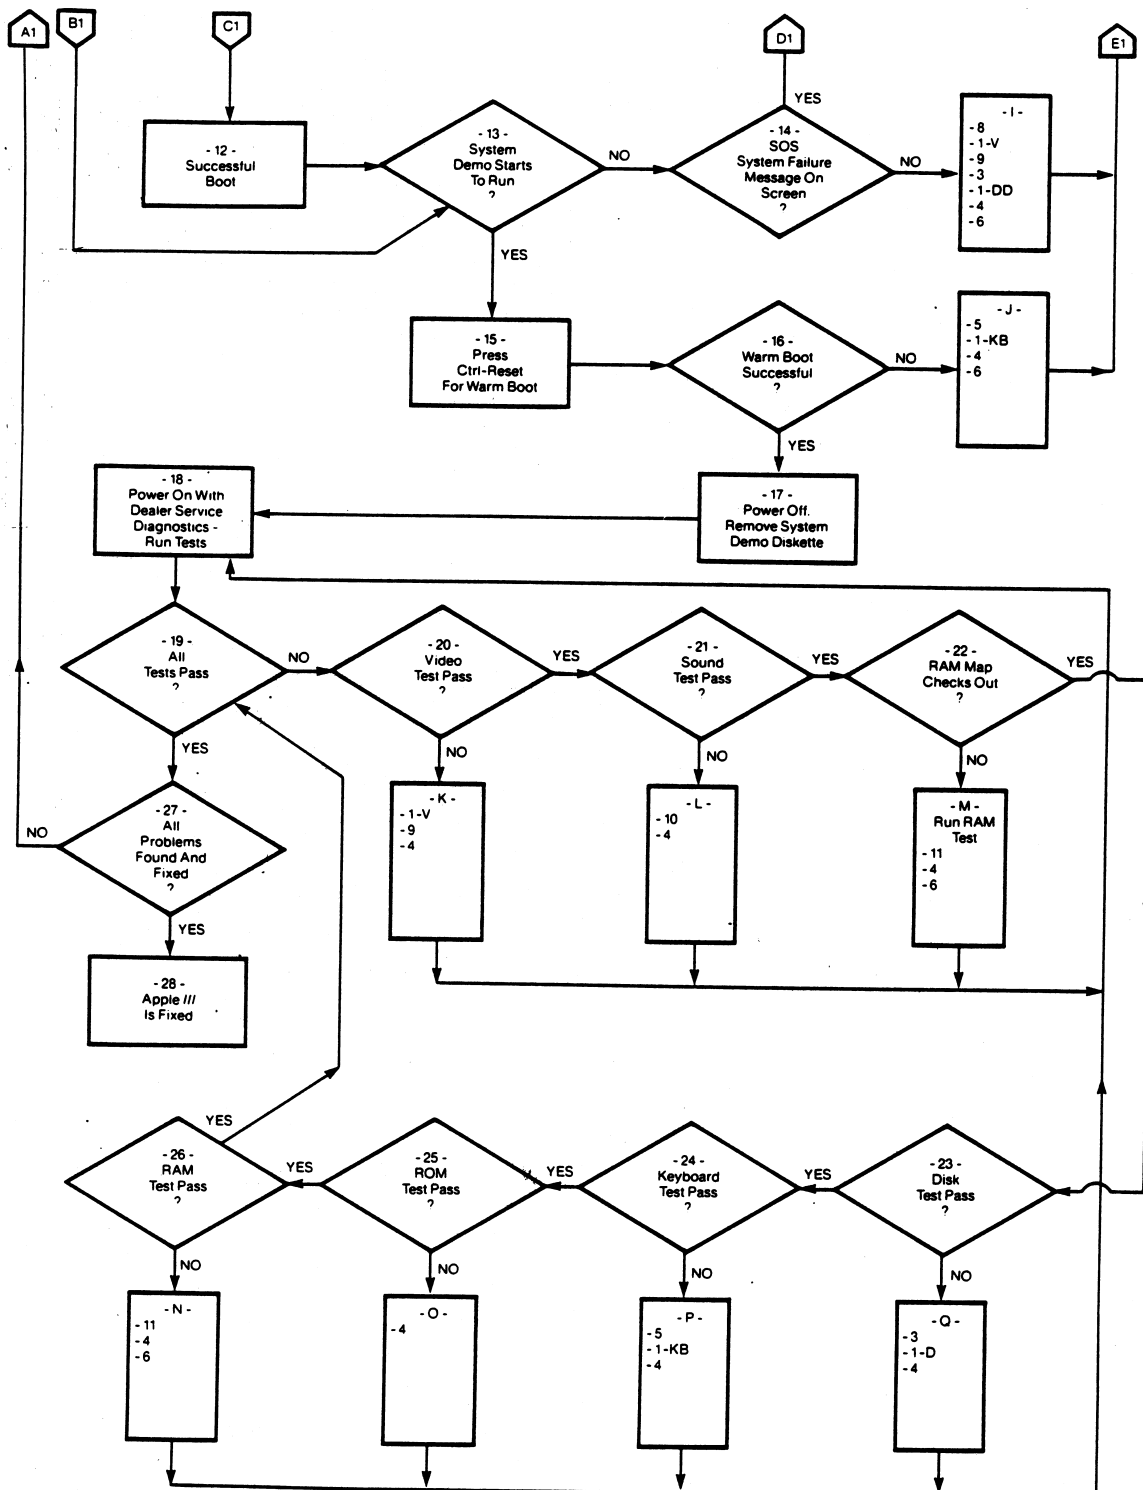 A1
B1
C1
D1
E1
- 12 -
Successful
Boot
- 13 -
System
Demo Starts
To Run
?
NO
YES
- 14 -
SOS
System Failure
Message On
Screen
?
YES
NO
- I -
- 8
- 1-V
- 9
- 3
- 1-DD
- 4
- 6
- 15 -
Press
Ctrl-Reset
For Warm Boot
- 16 -
Warm Boot
Successful
?
NO
YES
- J -
- 5
- 1-KB
- 4
- 6
- 17 -
Power Off.
Remove System
Demo Diskette
- 18 -
Power On With
Dealer Service
Diagnostics -
Run Tests
- 19 -
All
Tests Pass
?
NO
YES
- 20 -
Video
Test Pass
?
YES
NO
- 21 -
Sound
Test Pass
?
YES
NO
- 22 -
RAM Map
Checks Out
?
YES
NO
- K -
- 1-V
- 9
- 4
- L -
- 10
- 4
- M -
Run RAM
Test
- 11
- 4
- 6
- 27 -
All
Problems
Found And
Fixed
?
NO
YES
- 28 -
Apple ///
Is Fixed
- 26 -
RAM
Test Pass
?
YES
NO
- 25 -
ROM
Test Pass
?
YES
NO
- 24 -
Keyboard
Test Pass
?
YES
NO
- 23 -
Disk
Test Pass
?
YES
NO
- N -
- 11
- 4
- 6
- O -
- 4
- P -
- 5
- 1-KB
- 4
- Q -
- 3
- 1-D
- 4